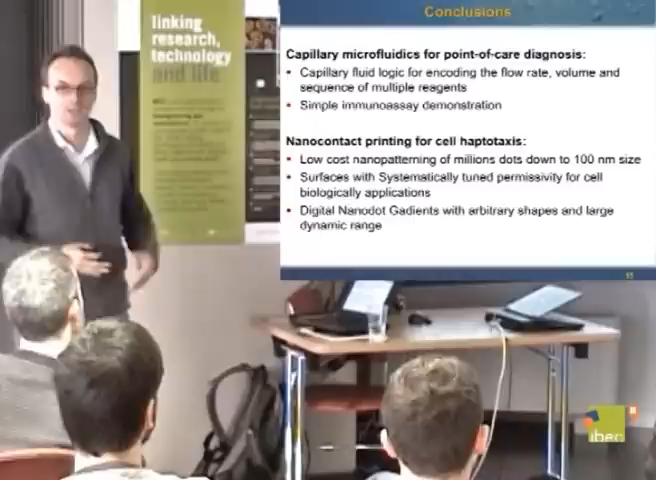 linking
research,
technology
and life
Conclusions
Capillary microfluidics for point-of-care diagnosis:
• Capillary fluid logic for encoding the flow rate, volume and
sequence of multiple reagents
• Simple immunoassay demonstration
Nanocontact printing for cell haptotaxis:
• Low cost nanopatterning of millions dots down to 100 nm size
• Surfaces with Systematically tuned permissivity for cell
biologically applications
• Digital Nanodot Gadients with arbitrary shapes and large
dynamic range
ibec